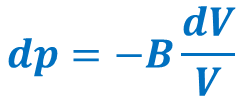 dp = −B dV/V